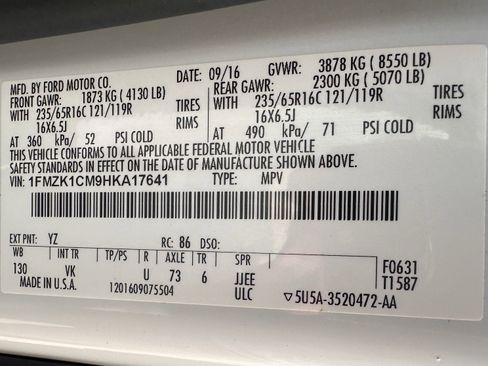 MFD. BY FORD MOTOR CO. DATE: 09/16 GVWR: 3878 KG ( 8550 LB)
FRONT GAWR: 1873 KG ( 4130 LB) REAR GAWR: 2300 KG ( 5070 LB)
WITH 235/65R16C 121/119R TIRES WITH 235/65R16C 121/119R TIRES
16X6.5J RIMS 16X6.5J RIMS
AT 360 kPa/ 52 PSI COLD AT 490 kPa/ 71 PSI COLD
THIS VEHICLE CONFORMS TO ALL APPLICABLE FEDERAL MOTOR VEHICLE
SAFETY STANDARDS IN EFFECT ON THE DATE OF MANUFACTURE SHOWN ABOVE.
VIN: 1FMZK1CM9HKA17641 TYPE: MPV
EXT PNT: YZ RC: 86 DSO:
WB INT TR TP/PS R AXLE TR SPR
130 VK U 73 6 JJEE F0631
MADE IN U.S.A. 1201609075504 ULC T1587
▽5U5A-3520472-AA